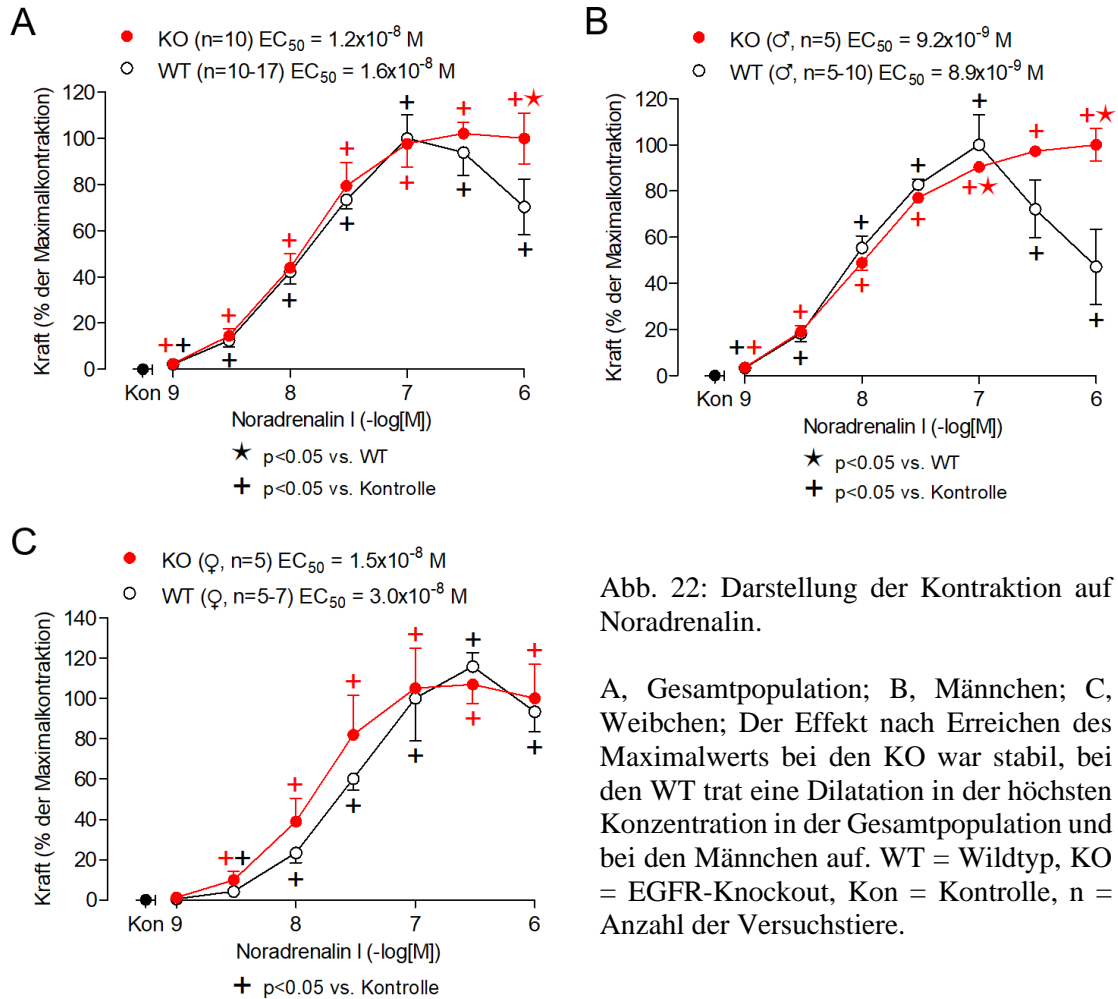 A
KO (n=10) EC50 = 1.2x10-8 M
WT (n=10-17) EC50 = 1.6x10-8 M
Kraft (% der Maximalkontraktion)
120
100
80
60
40
20
0
Kon 9 8 7 6
Noradrenalin I (-log[M])
★ p<0.05 vs. WT
+ p<0.05 vs. Kontrolle
B
KO (♂, n=5) EC50 = 9.2x10-9 M
WT (♂, n=5-10) EC50 = 8.9x10-9 M
Kraft (% der Maximalkontraktion)
120
100
80
60
40
20
0
Kon 9 8 7 6
Noradrenalin I (-log[M])
★ p<0.05 vs. WT
+ p<0.05 vs. Kontrolle
C
KO (♀, n=5) EC50 = 1.5x10-8 M
WT (♀, n=5-7) EC50 = 3.0x10-8 M
Kraft (% der Maximalkontraktion)
140
120
100
80
60
40
20
0
Kon 9 8 7 6
Noradrenalin I (-log[M])
+ p<0.05 vs. Kontrolle
Abb. 22: Darstellung der Kontraktion auf
Noradrenalin.
A, Gesamtpopulation; B, Männchen; C,
Weibchen; Der Effekt nach Erreichen des
Maximalwerts bei den KO war stabil, bei
den WT trat eine Dilatation in der höchsten
Konzentration in der Gesamtpopulation und
bei den Männchen auf. WT = Wildtyp, KO
= EGFR-Knockout, Kon = Kontrolle, n =
Anzahl der Versuchstiere.